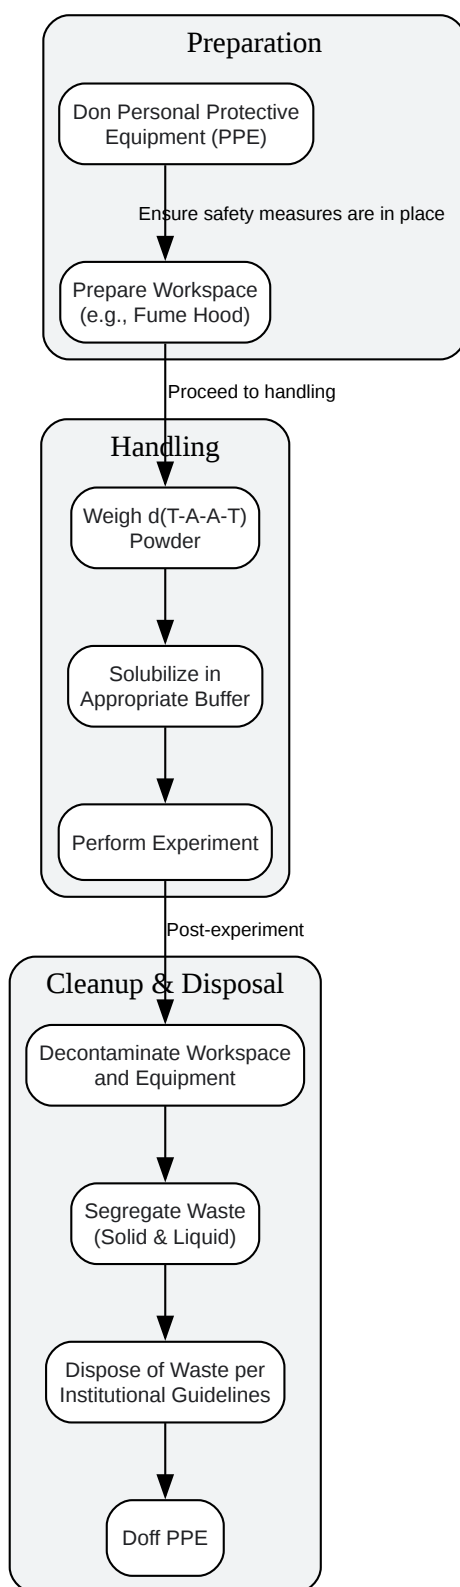 Preparation
Don Personal Protective
Equipment (PPE)
Ensure safety measures are in place
Prepare Workspace
(e.g., Fume Hood)
Proceed to handling
Handling
Weigh d(T-A-A-T)
Powder
Solubilize in
Appropriate Buffer
Perform Experiment
Post-experiment
Cleanup & Disposal
Decontaminate Workspace
and Equipment
Segregate Waste
(Solid & Liquid)
Dispose of Waste per
Institutional Guidelines
Doff PPE